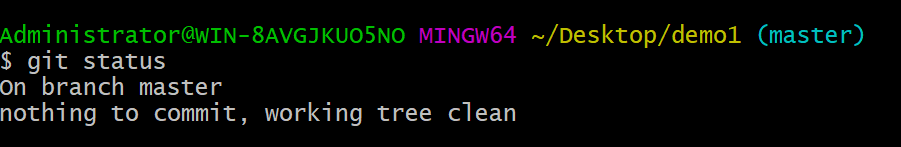 Administrator@WIN-8AVGJKUO5NO MINGW64 ~/Desktop/demo1 (master)
$ git status
On branch master
nothing to commit, working tree clean